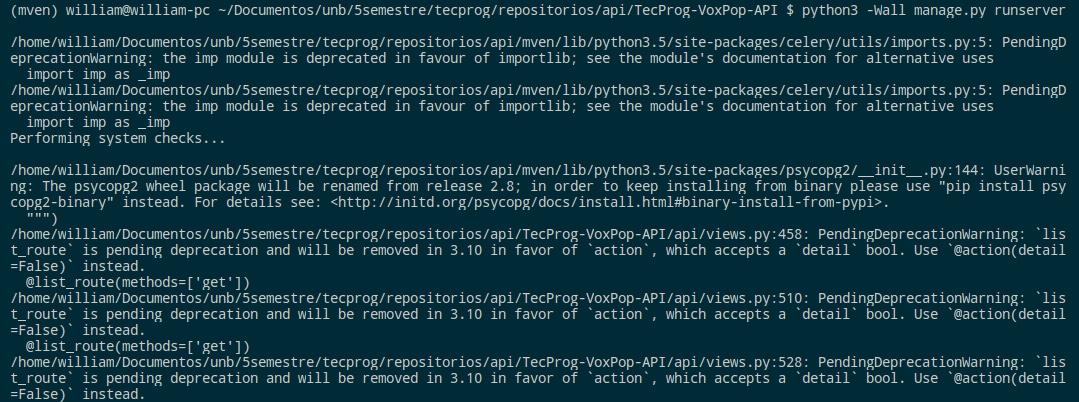 (mven) william@william-pc ~/Documentos/unb/5semestre/tecprog/repositorios/api/TecProg-VoxPop-API $ python3 -Wall manage.py runserver
/home/william/Documentos/unb/5semestre/tecprog/repositorios/api/mven/lib/python3.5/site-packages/celery/utils/imports.py:5: PendingD
eprecationWarning: the imp module is deprecated in favour of importlib; see the module's documentation for alternative uses
  import imp as _imp
/home/william/Documentos/unb/5semestre/tecprog/repositorios/api/mven/lib/python3.5/site-packages/celery/utils/imports.py:5: PendingD
eprecationWarning: the imp module is deprecated in favour of importlib; see the module's documentation for alternative uses
  import imp as _imp
Performing system checks...
/home/william/Documentos/unb/5semestre/tecprog/repositorios/api/mven/lib/python3.5/site-packages/psycopg2/__init__.py:144: UserWarni
ng: The psycopg2 wheel package will be renamed from release 2.8; in order to keep installing from binary please use "pip install psy
copg2-binary" instead. For details see: <http://initd.org/psycopg/docs/install.html#binary-install-from-pypi>.
  """)
/home/william/Documentos/unb/5semestre/tecprog/repositorios/api/TecProg-VoxPop-API/api/views.py:458: PendingDeprecationWarning: `lis
t_route` is pending deprecation and will be removed in 3.10 in favor of `action`, which accepts a `detail` bool. Use `@action(detail
=False)` instead.
  @list_route(methods=['get'])
/home/william/Documentos/unb/5semestre/tecprog/repositorios/api/TecProg-VoxPop-API/api/views.py:510: PendingDeprecationWarning: `lis
t_route` is pending deprecation and will be removed in 3.10 in favor of `action`, which accepts a `detail` bool. Use `@action(detail
=False)` instead.
  @list_route(methods=['get'])
/home/william/Documentos/unb/5semestre/tecprog/repositorios/api/TecProg-VoxPop-API/api/views.py:528: PendingDeprecationWarning: `lis
t_route` is pending deprecation and will be removed in 3.10 in favor of `action`, which accepts a `detail` bool. Use `@action(detail
=False)` instead.